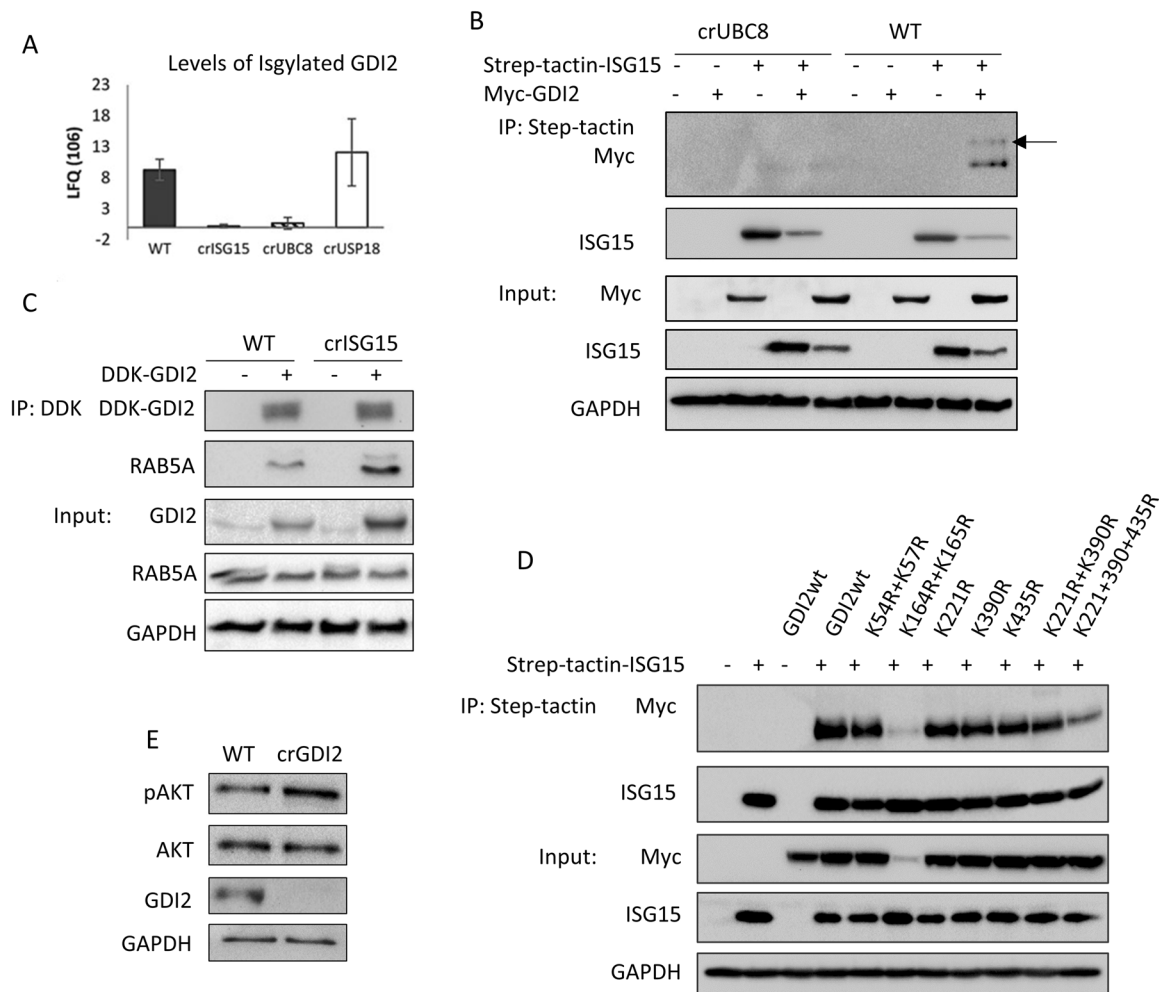 A
Levels of Isgylated GDI2
LFQ (106)
23
18
13
8
3
-2
WT crISG15 crUBC8 crUSP18
B
crUBC8 WT
Strep-tactin-ISG15 - - + + - - + +
Myc-GDI2 - + - + - + - +
IP: Step-tactin
Myc
ISG15
Input: Myc
ISG15
GAPDH
C
WT crISG15
DDK-GDI2 - + - +
IP: DDK DDK-GDI2
RAB5A
Input: GDI2
RAB5A
GAPDH
D
GDI2wt
GDI2wt
K54R+K57R
K164R+K165R
K221R
K390R
K435R
K221R+K390R
K221+390+435R
Strep-tactin-ISG15 - + - + + + + + + + +
IP: Step-tactin Myc
ISG15
Input: Myc
ISG15
GAPDH
E
WT crGDI2
pAKT
AKT
GDI2
GAPDH